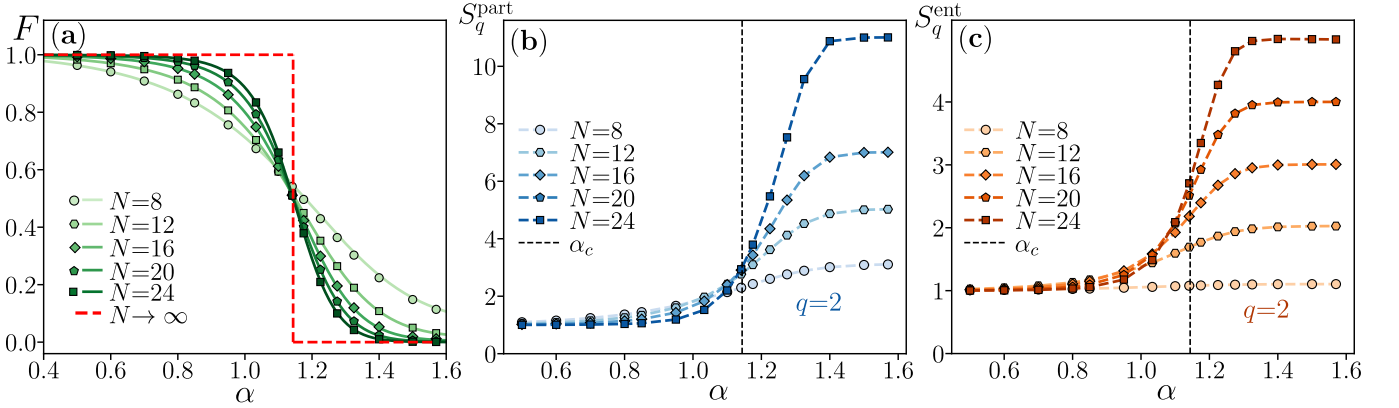 F
(a)
1.0
0.8
0.6
0.4
0.2
0.0
N=8
N=12
N=16
N=20
N=24
N→ ∞
0.4 0.6 0.8 1.0 1.2 1.4 1.6
α
S_q^part
(b)
10
8
6
4
2
0
N=8
N=12
N=16
N=20
N=24
α_c
q=2
0.6 0.8 1.0 1.2 1.4 1.6
α
S_q^ent
(c)
4
3
2
1
0
N=8
N=12
N=16
N=20
N=24
α_c
q=2
0.6 0.8 1.0 1.2 1.4 1.6
α